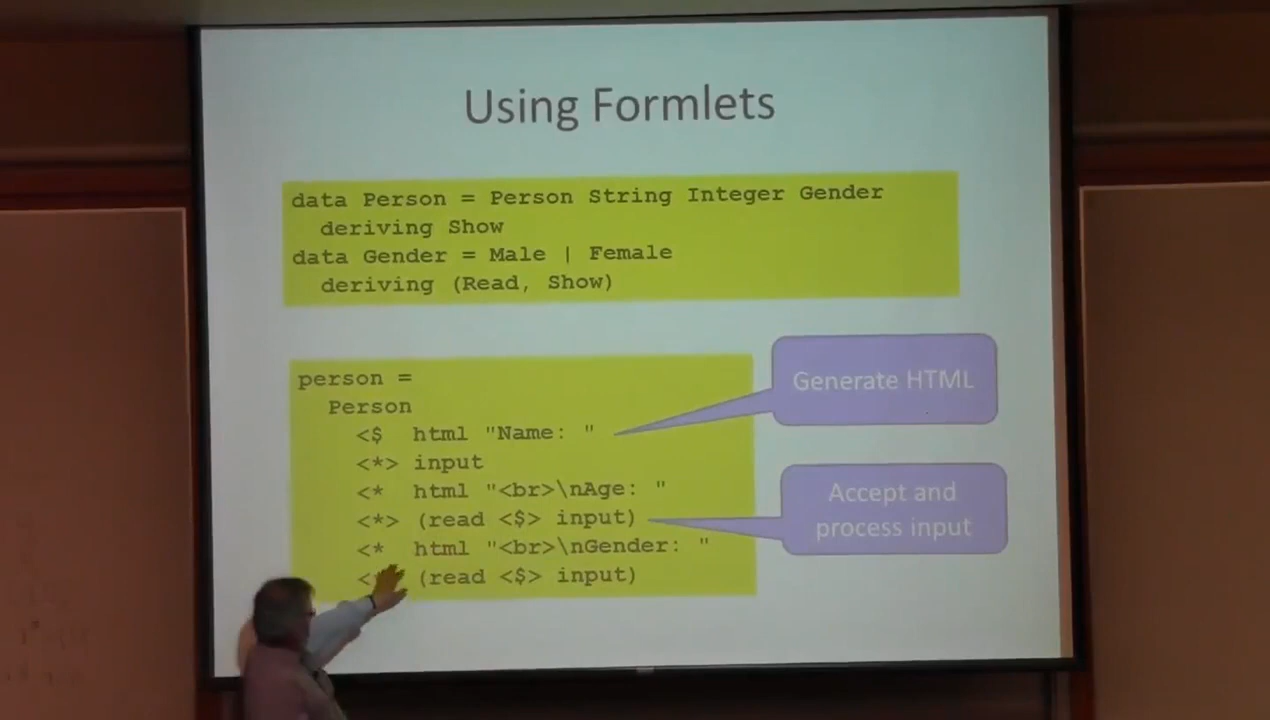 Using Formlets
data Person = Person String Integer Gender
  deriving Show
data Gender = Male | Female
  deriving (Read, Show)
person =
  Person
    <$  html "Name: "
    <*> input
    <*  html "<br>\nAge: "
    <*> (read <$> input)
    <*  html "<br>\nGender: "
    < (read <$> input)
Generate HTML
Accept and
process input